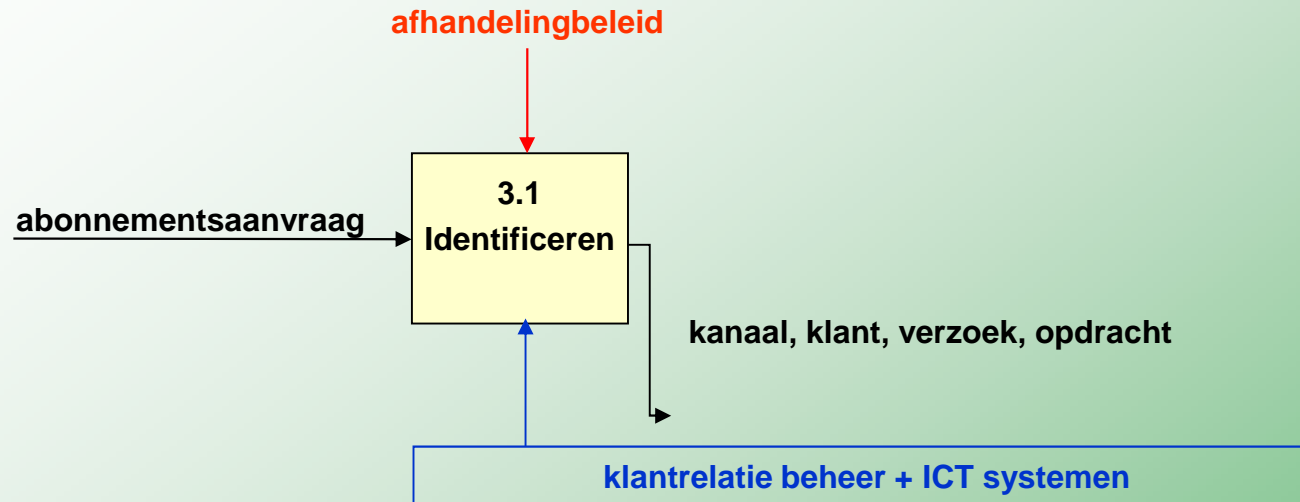 afhandelingbeleid
3.1
Identificeren
abonnementsaanvraag
kanaal, klant, verzoek, opdracht
klantrelatie beheer + ICT systemen